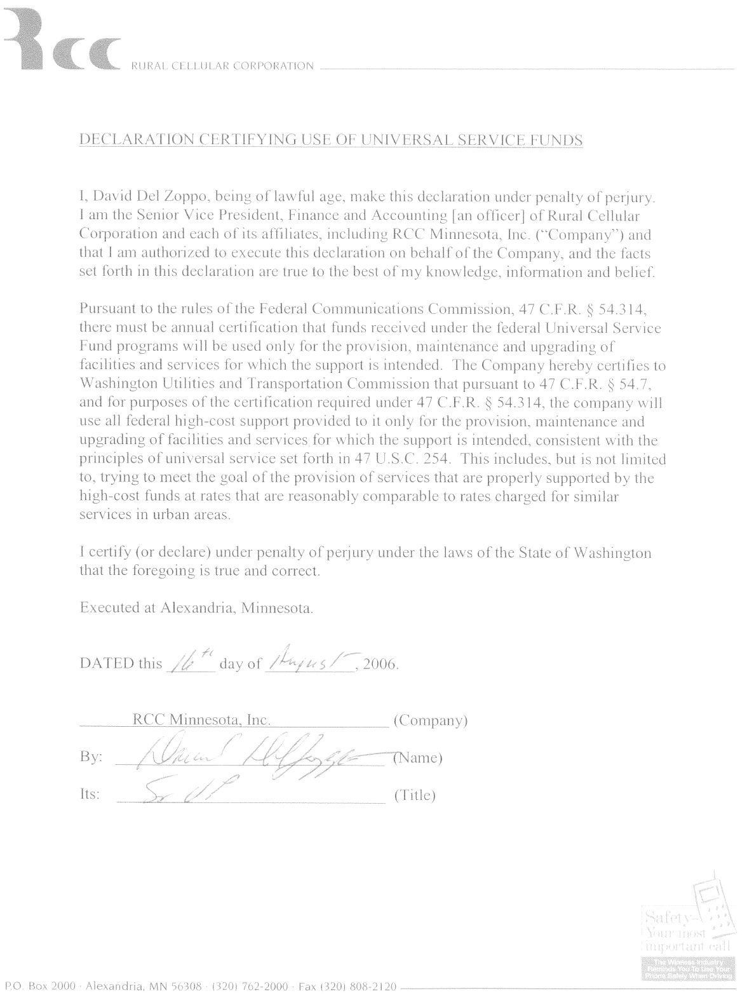 RCC RURAL CELLULAR CORPORATION
DECLARATION CERTIFYING USE OF UNIVERSAL SERVICE FUNDS
I, David Del Zoppo, being of lawful age, make this declaration under penalty of perjury.
I am the Senior Vice President, Finance and Accounting [an officer] of Rural Cellular
Corporation and each of its affiliates, including RCC Minnesota, Inc. (“Company”) and
that I am authorized to execute this declaration on behalf of the Company, and the facts
set forth in this declaration are true to the best of my knowledge, information and belief.
Pursuant to the rules of the Federal Communications Commission, 47 C.F.R. § 54.314,
there must be annual certification that funds received under the federal Universal Service
Fund programs will be used only for the provision, maintenance and upgrading of
facilities and services for which the support is intended. The Company hereby certifies to
Washington Utilities and Transportation Commission that pursuant to 47 C.F.R. § 54.7,
and for purposes of the certification required under 47 C.F.R. § 54.314, the company will
use all federal high-cost support provided to it only for the provision, maintenance and
upgrading of facilities and services for which the support is intended, consistent with the
principles of universal service set forth in 47 U.S.C. 254. This includes, but is not limited
to, trying to meet the goal of the provision of services that are properly supported by the
high-cost funds at rates that are reasonably comparable to rates charged for similar
services in urban areas.
I certify (or declare) under penalty of perjury under the laws of the State of Washington
that the foregoing is true and correct.
Executed at Alexandria, Minnesota.
DATED this 16th day of August, 2006.
RCC Minnesota, Inc. (Company)
By: David Del Zoppo (Name)
Its: Sr VP (Title)
Safety–
Your most
important call
The Wireless Industry
Reminds You To Use Your
Phone Safely When Driving
P.O. Box 2000 · Alexandria, MN 56308 · (320) 762-2000 · Fax (320) 808-2120